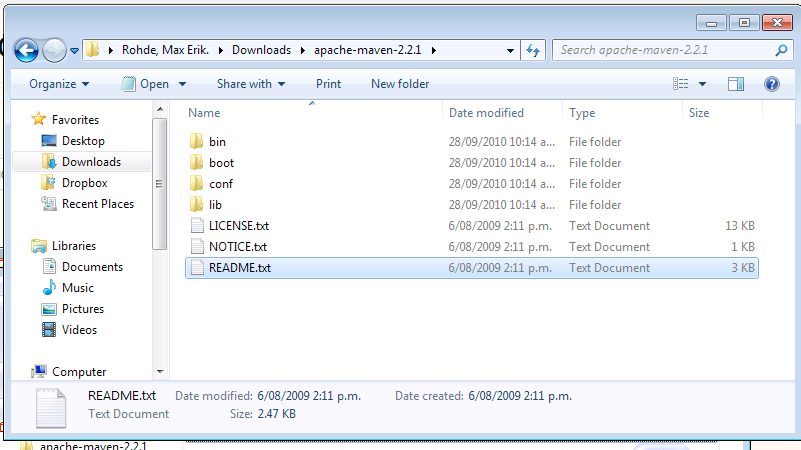 Rohde, Max Erik. Downloads apache-maven-2.2.1 Search apache-maven-2.2.1
Organize Open Share with Print New folder
Favorites
Desktop
Downloads
Dropbox
Recent Places
Libraries
Documents
Music
Pictures
Videos
Computer
Name Date modified Type Size
bin 28/09/2010 10:14 a... File folder
boot 28/09/2010 10:14 a... File folder
conf 28/09/2010 10:14 a... File folder
lib 28/09/2010 10:14 a... File folder
LICENSE.txt 6/08/2009 2:11 p.m. Text Document 13 KB
NOTICE.txt 6/08/2009 2:11 p.m. Text Document 1 KB
README.txt 6/08/2009 2:11 p.m. Text Document 3 KB
README.txt Date modified: 6/08/2009 2:11 p.m. Date created: 6/08/2009 2:11 p.m.
Text Document Size: 2.47 KB
apache-maven-2.2.1